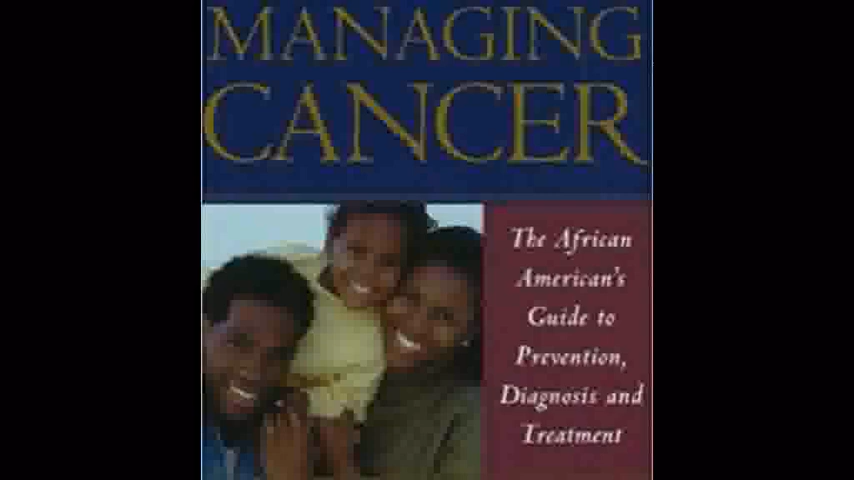 MANAGING
CANCER
The African
American's
Guide to
Prevention,
Diagnosis and
Treatment